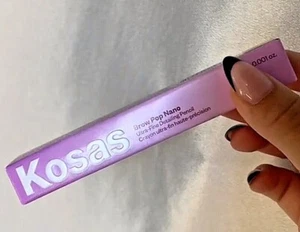 Kosas
Brow Pop Nano
Ultra-Fine Detailing Pencil
Crayon ultra-fin haute-précision
0.001 oz.